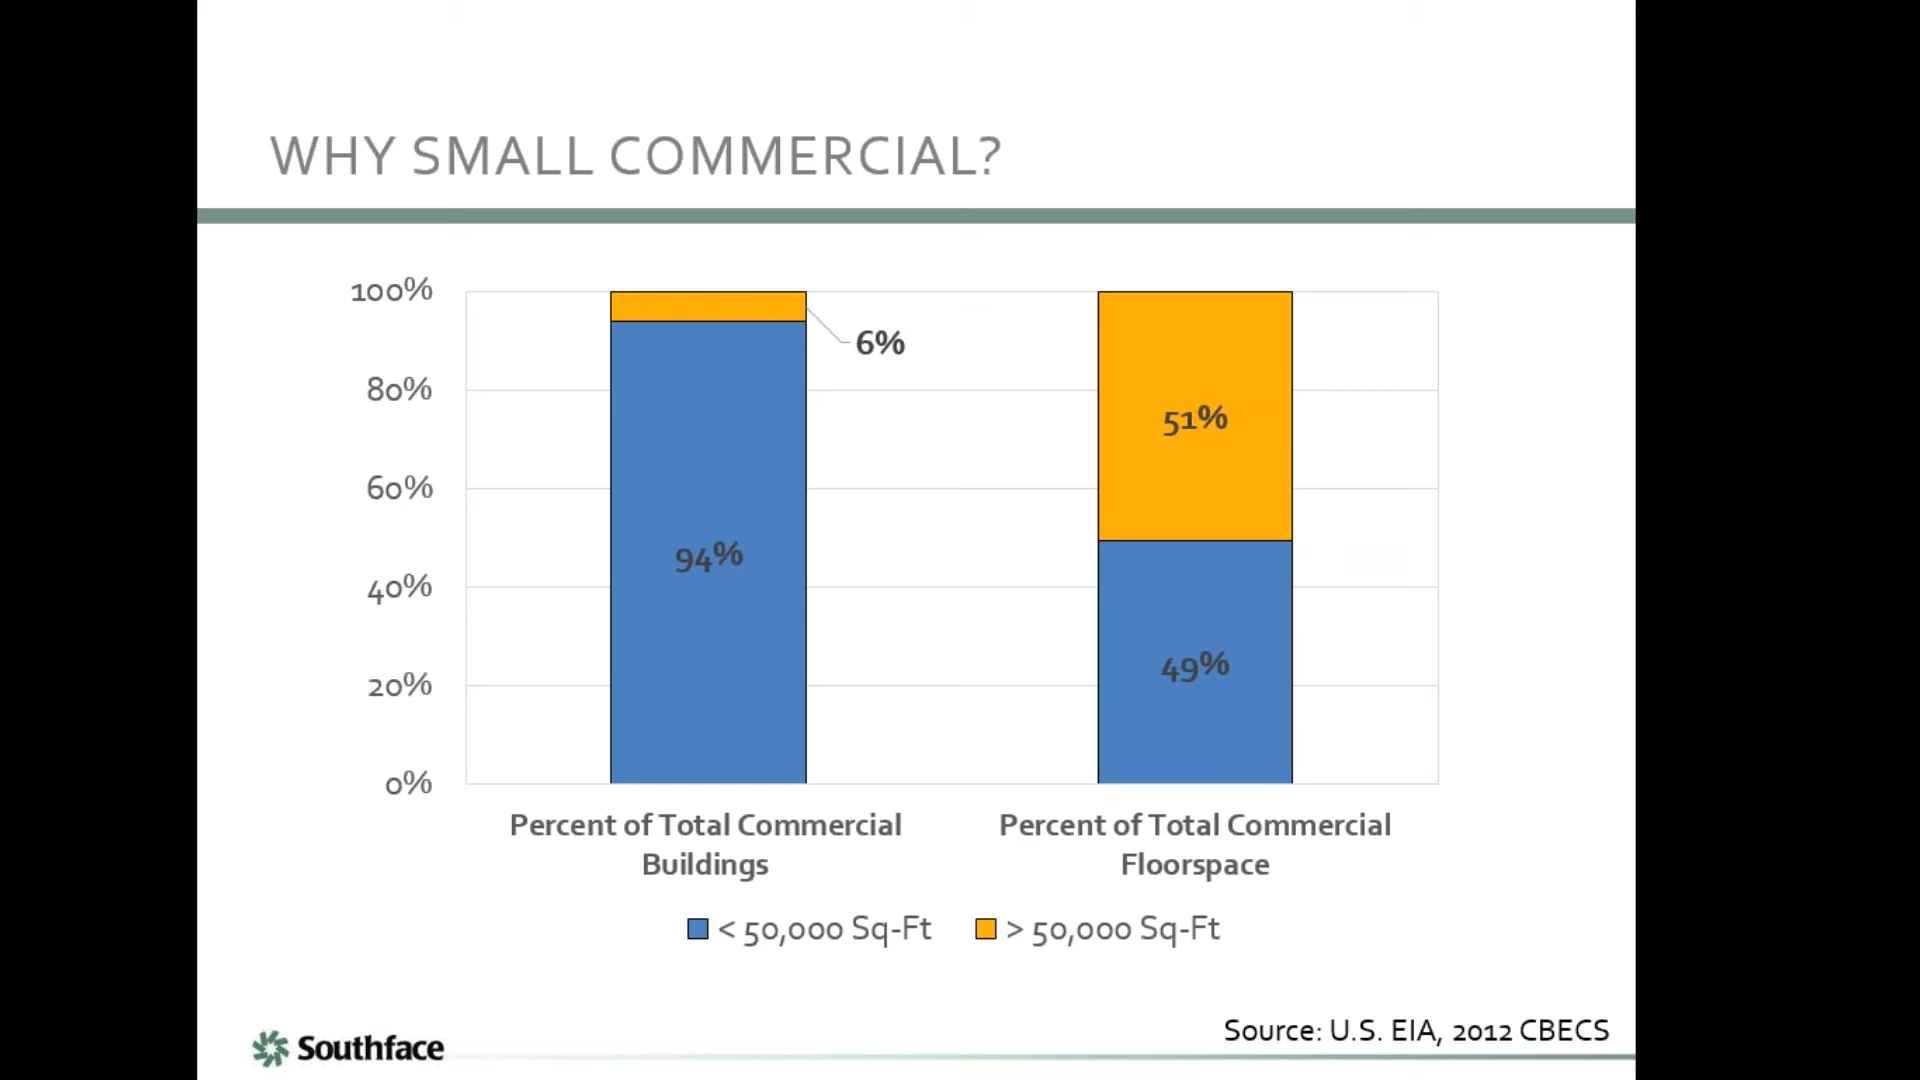 WHY SMALL COMMERCIAL?
100%
80%
60%
40%
20%
0%
6%
94%
51%
49%
Percent of Total Commercial
Buildings
Percent of Total Commercial
Floorspace
< 50,000 Sq-Ft
> 50,000 Sq-Ft
Source: U.S. EIA, 2012 CBECS
Southface